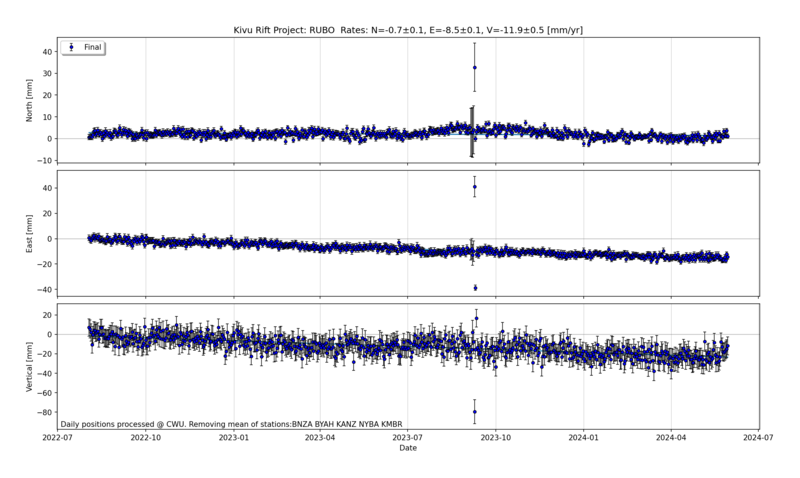 Kivu Rift Project: RUBO Rates: N=-0.7±0.1, E=-8.5±0.1, V=-11.9±0.5 [mm/yr]
Final
North [mm]
40
30
20
10
0
−10
East [mm]
40
20
0
−20
−40
Vertical [mm]
20
0
−20
−40
−60
−80
Daily positions processed @ CWU. Removing mean of stations:BNZA BYAH KANZ NYBA KMBR
2022-07 2022-10 2023-01 2023-04 2023-07 2023-10 2024-01 2024-04 2024-07
Date